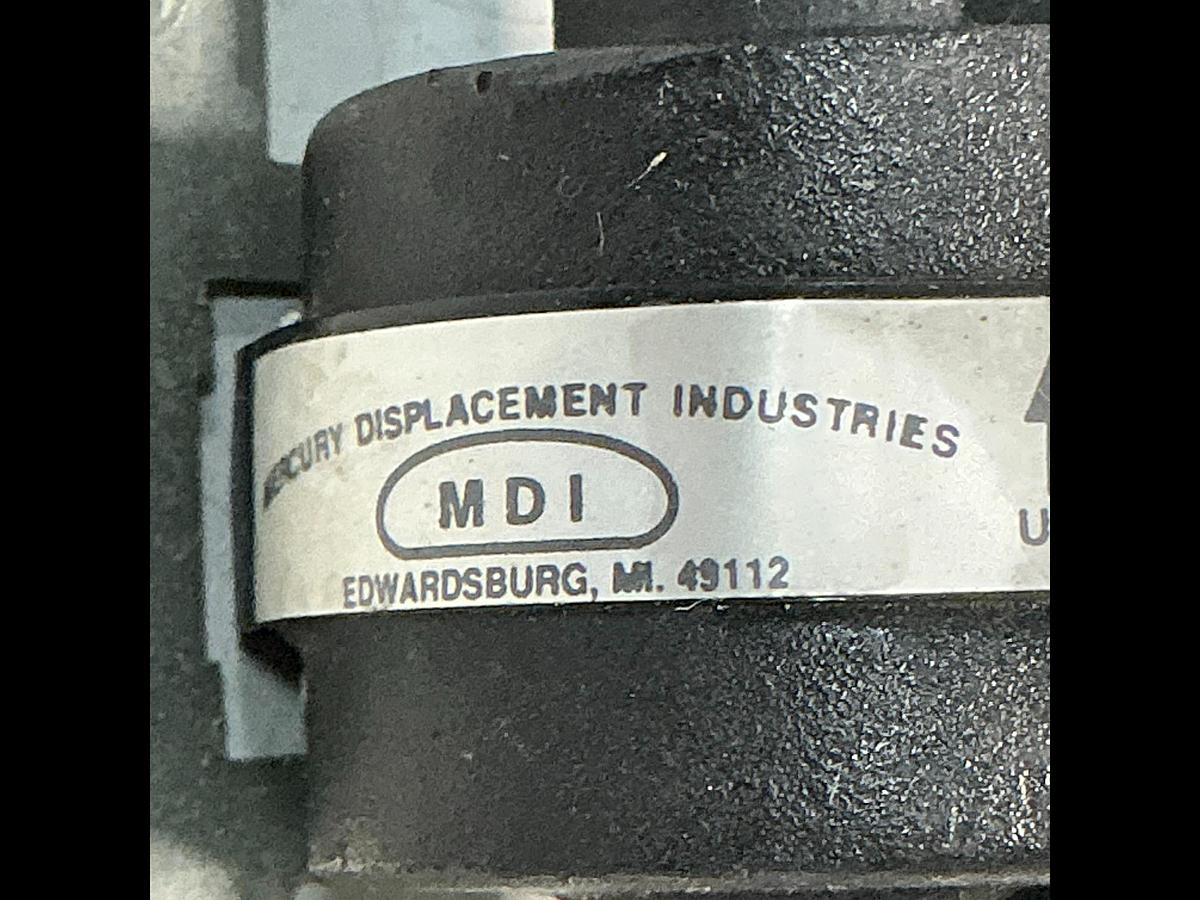 MERCURY DISPLACEMENT INDUSTRIES
MDI
EDWARDSBURG, MI. 49112
U